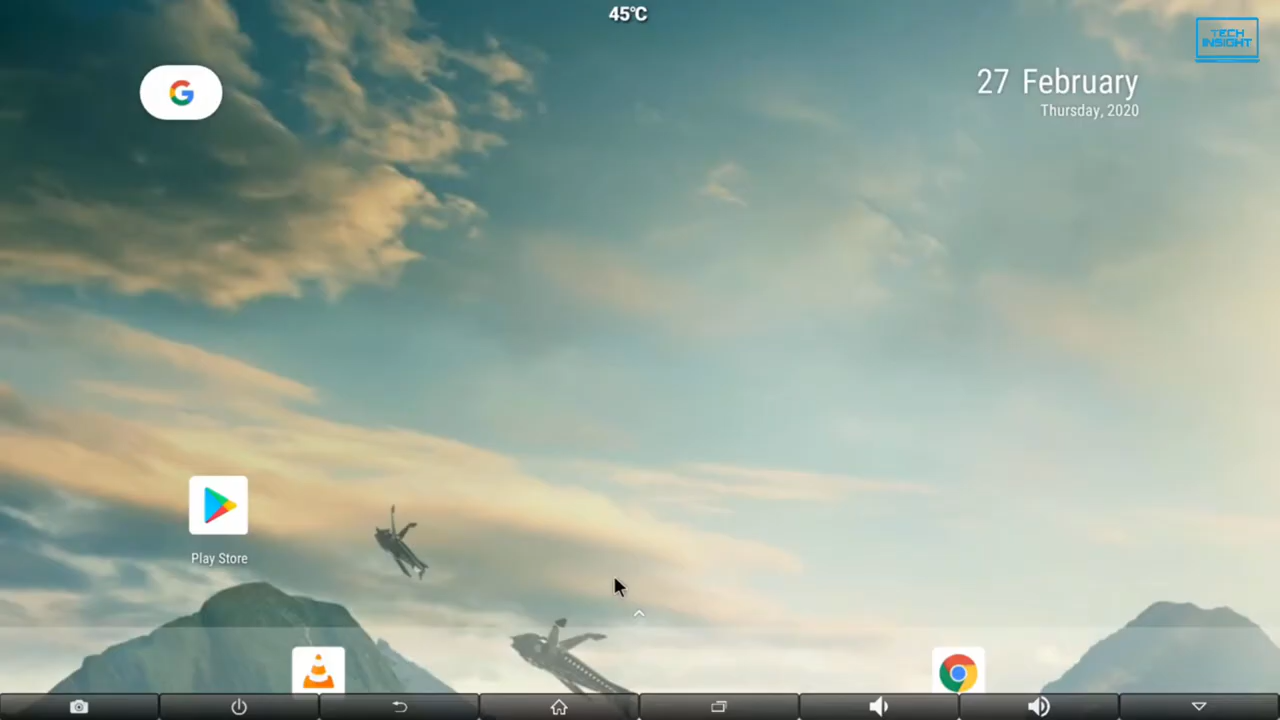 45°C
TECH
INSIGHT
27 February
Thursday, 2020
Play Store